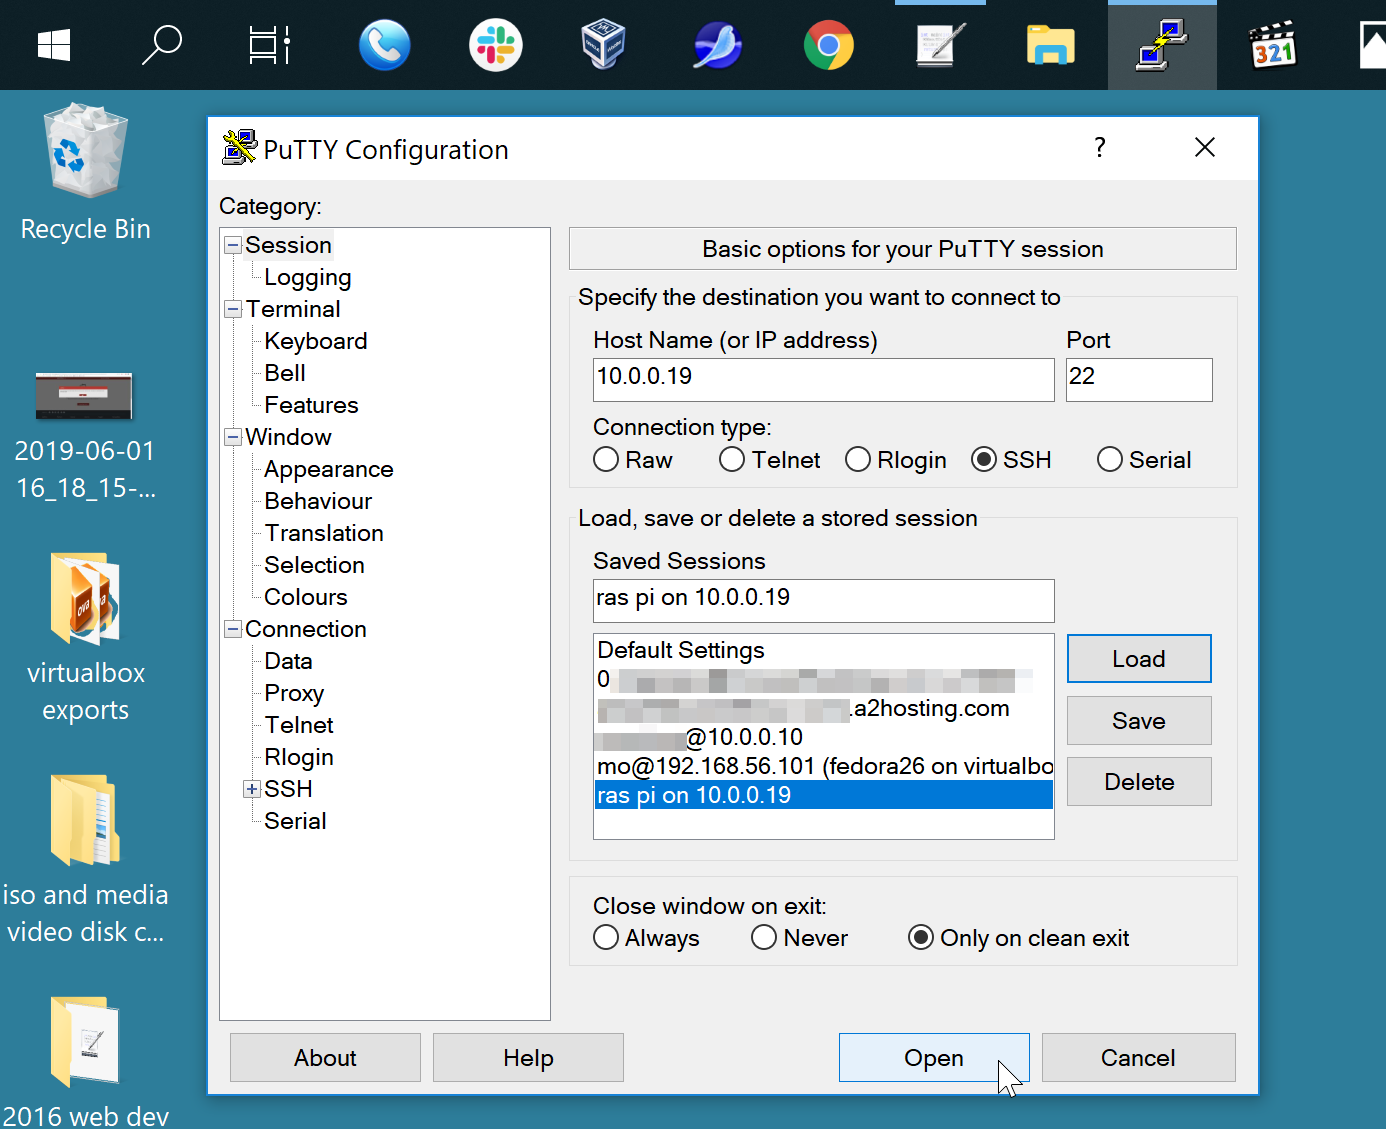 321
Recycle Bin
2019-06-01
16_18_15-...
ova
virtualbox
exports
iso and media
video disk c...
2016 web dev
PuTTY Configuration
?
Category:
Session
Logging
Terminal
Keyboard
Bell
Features
Window
Appearance
Behaviour
Translation
Selection
Colours
Connection
Data
Proxy
Telnet
Rlogin
SSH
Serial
Basic options for your PuTTY session
Specify the destination you want to connect to
Host Name (or IP address) Port
10.0.0.19 22
Connection type:
Raw Telnet Rlogin SSH Serial
Load, save or delete a stored session
Saved Sessions
ras pi on 10.0.0.19
Default Settings
0
.a2hosting.com
@10.0.0.10
mo@192.168.56.101 (fedora26 on virtualbo
ras pi on 10.0.0.19
Load
Save
Delete
Close window on exit:
Always Never Only on clean exit
About Help Open Cancel